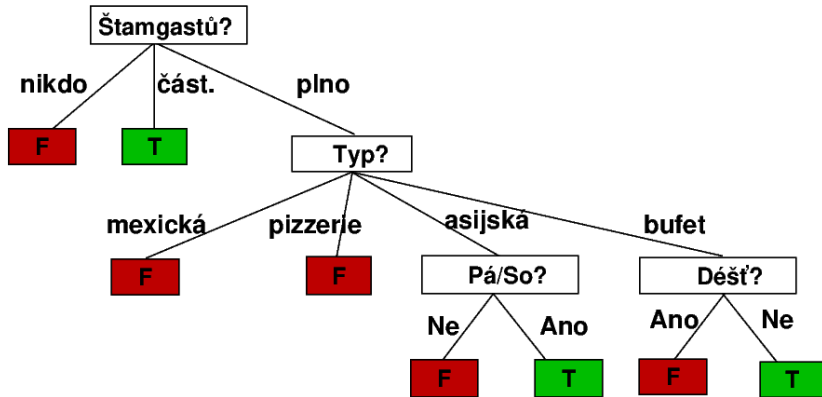 Štamgastů?
nikdo část. plno
F T
Typ?
mexická pizzerie asijská bufet
F F
Pá/So? Déšť?
Ne Ano Ano Ne
F T F T